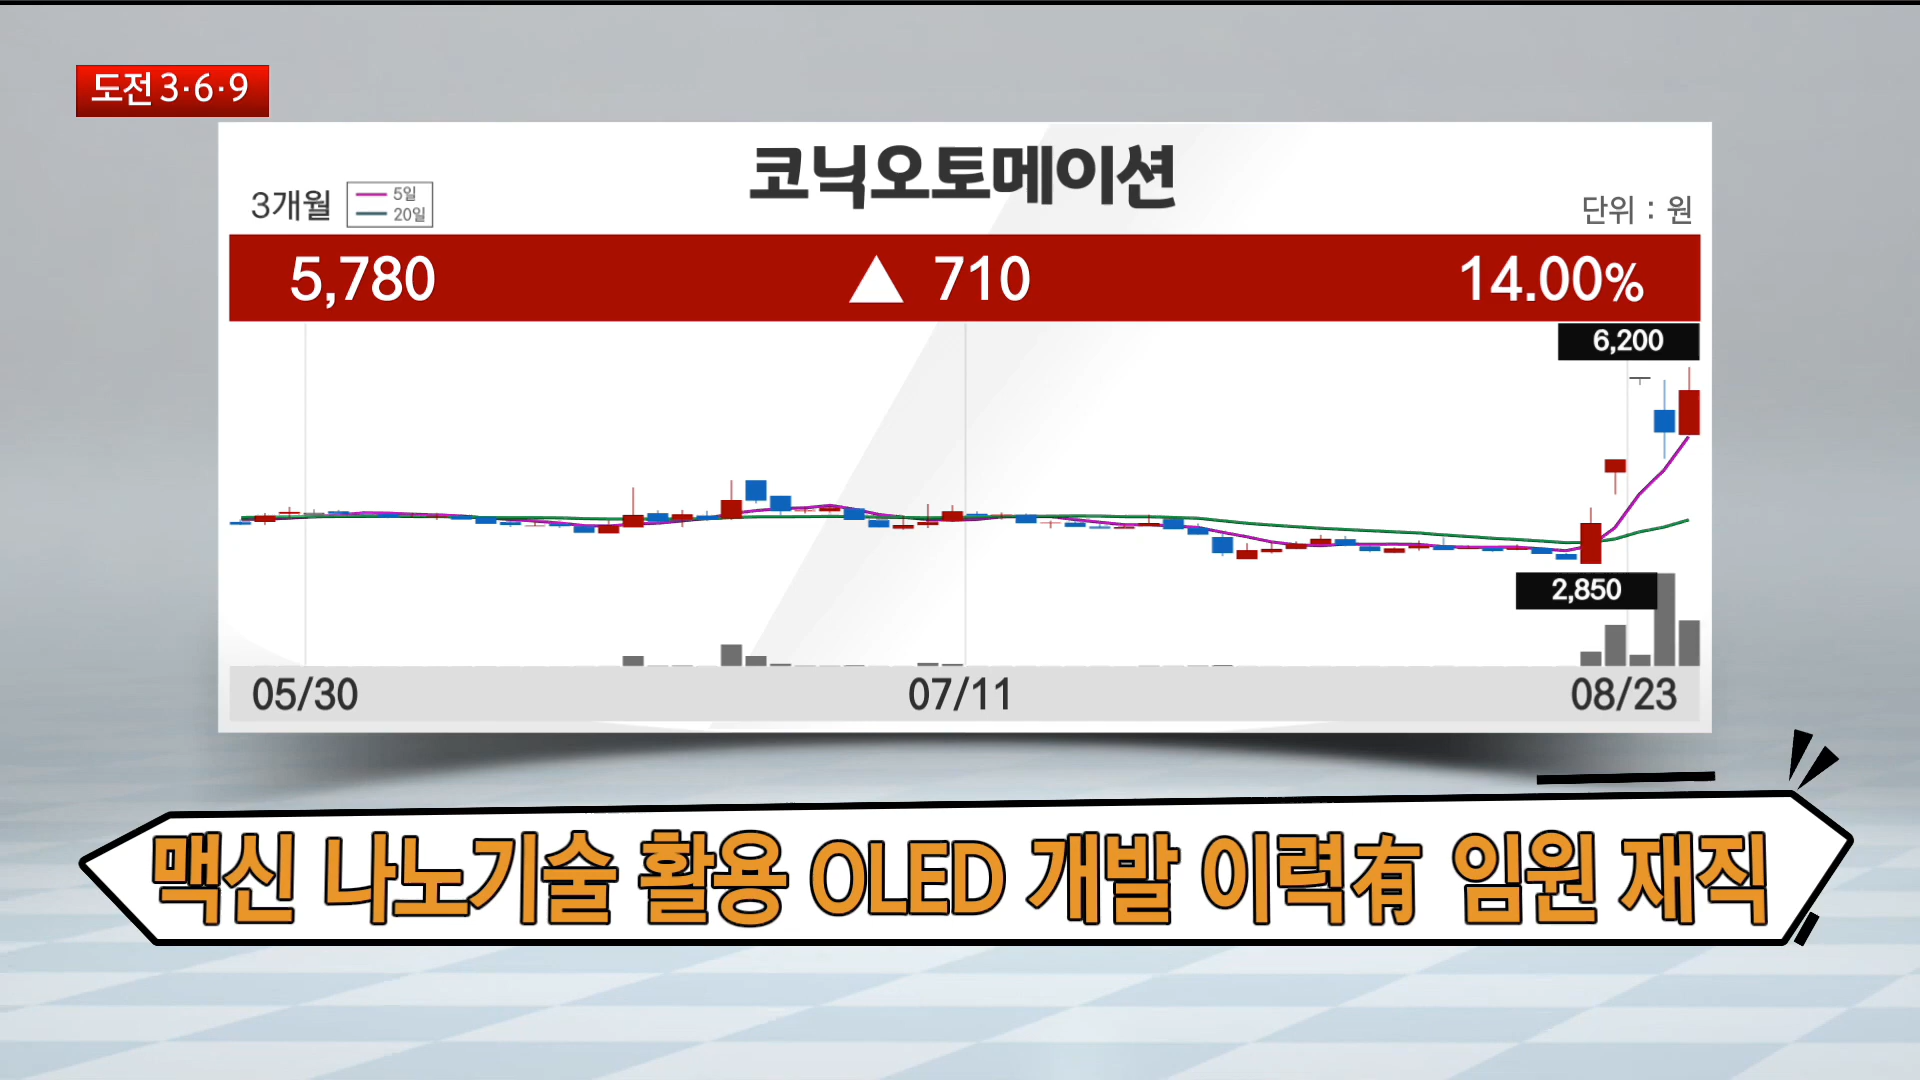 도전 3·6·9
코닉오토메이션
3개월
5일
20일
단위 : 원
5,780 ▲ 710 14.00%
6,200
2,850
05/30 07/11 08/23
맥신 나노기술 활용 OLED 개발 이력有 임원 재직